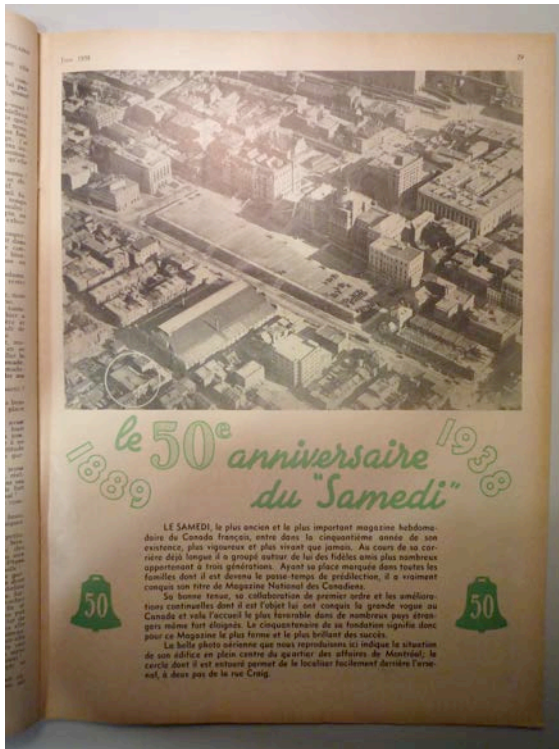 Juin 1938
le 50e anniversaire
1889
1938
du "Samedi"
LE SAMEDI, le plus ancien et le plus important magazine hebdoma-
daire du Canada français, entre dans la cinquantième année de son
existence, plus vigoureux et plus vivant que jamais. Au cours de sa car-
rière déjà longue il a groupé autour de lui des fidèles amis plus nombreux
appartenant à trois générations. Ayant sa place marquée dans toutes les
familles dont il est devenu le passe-temps de prédilection, il a vraiment
conquis son titre de Magazine National des Canadiens.
Sa bonne tenue, sa collaboration de premier ordre et les améliora-
tions continuelles dont il est l'objet lui ont conquis la grande vogue au
Canada et valu l'accueil le plus favorable dans de nombreux pays étran-
gers même fort éloignés. Le cinquantenaire de sa fondation signifie donc
pour ce Magazine le plus ferme et le plus brillant des succès.
La belle photo aérienne que nous reproduisons ici indique la situation
de son édifice en plein centre du quartier des affaires de Montréal; le
cercle dont il est entouré permet de le localiser facilement derrière l'arse-
nal, à deux pas de la rue Craig.
50
50